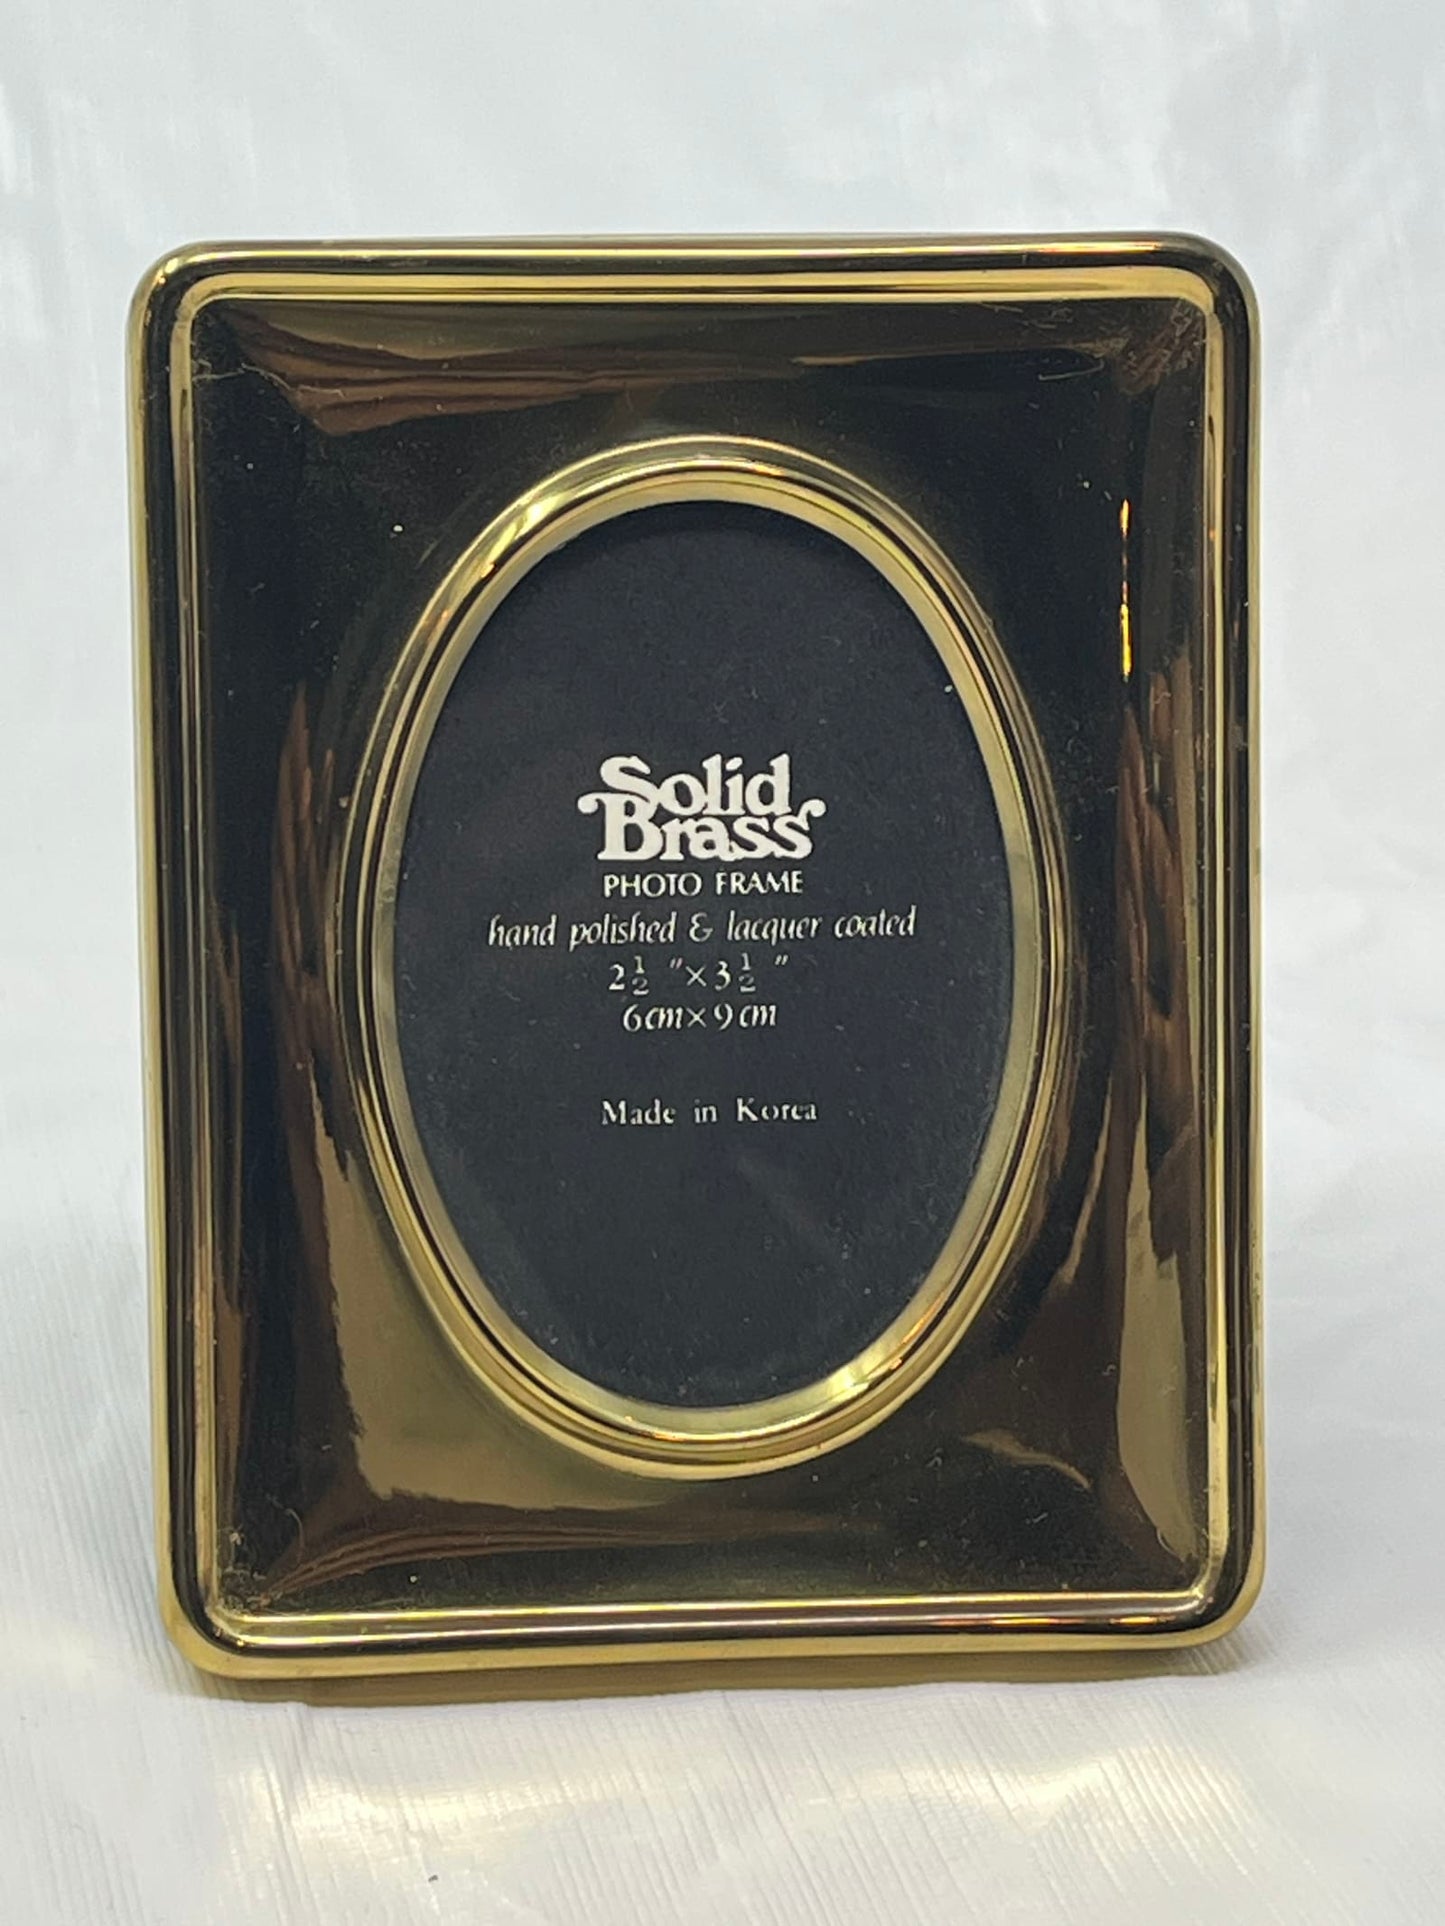 Solid
Brass
PHOTO FRAME
hand polished & lacquer coated
2½ "×3½ "
6cm×9cm
Made in Korea